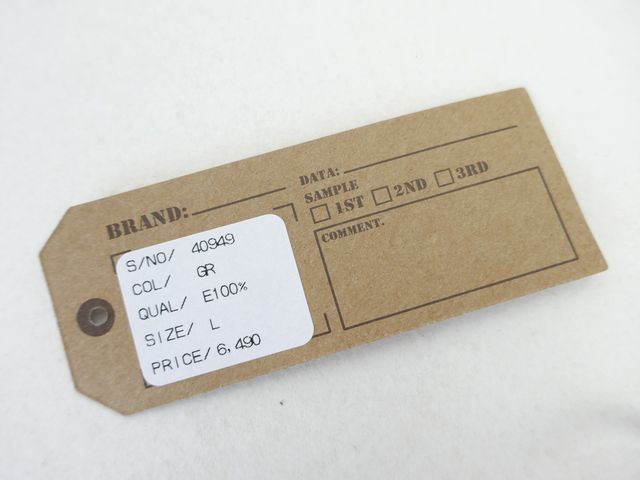 BRAND:
DATA:
SAMPLE
1ST 2ND 3RD
COMMENT.
S/NO/ 40949
COL/ GR
QUAL/ E100%
SIZE/ L
PRICE/ 6,490